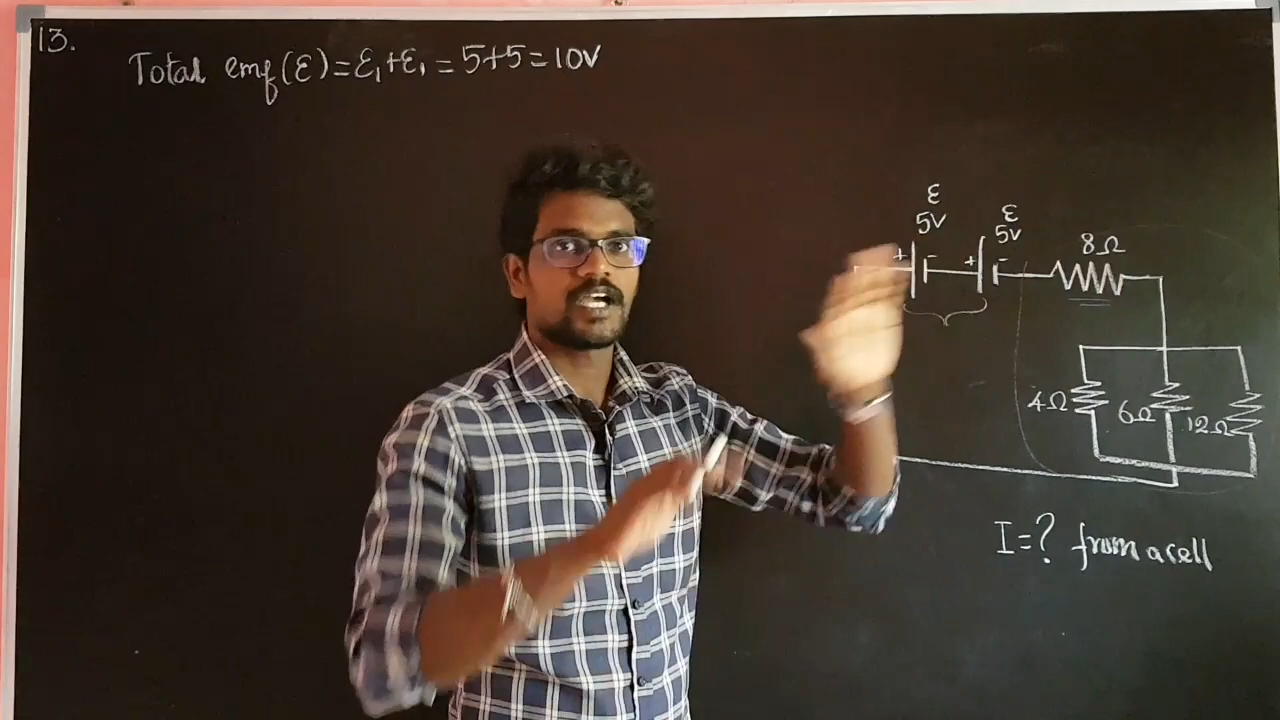 13.
Total emf(ε)=ε₁+ε₁=5+5=10V
ε
5V
ε
5V
+ -
+ -
8Ω
4Ω
6Ω
12Ω
I=? from a cell